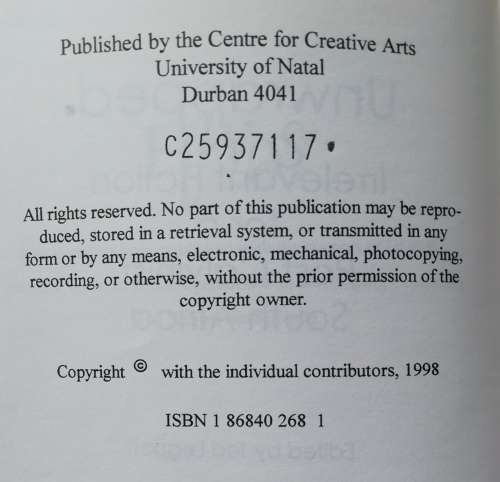 Published by the Centre for Creative Arts
University of Natal
Durban 4041
C25937117
All rights reserved. No part of this publication may be repro-
duced, stored in a retrieval system, or transmitted in any
form or by any means, electronic, mechanical, photocopying,
recording, or otherwise, without the prior permission of the
copyright owner.
Copyright © with the individual contributors, 1998
ISBN 1 86840 268 1